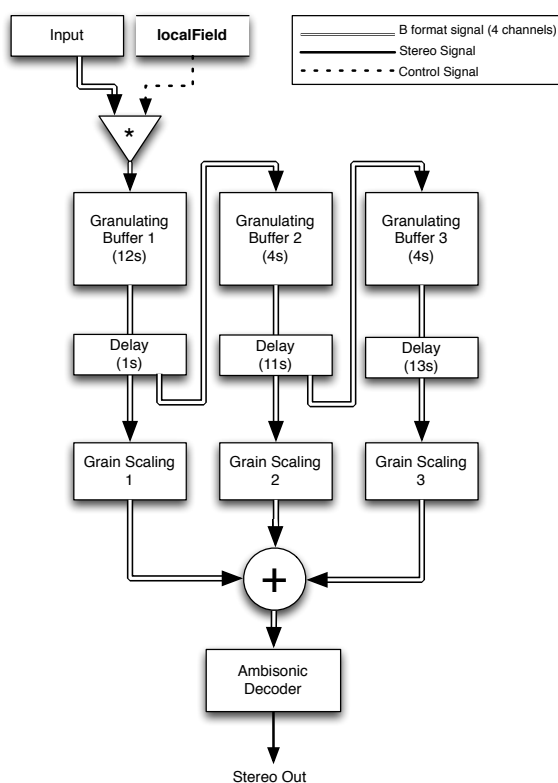 Input
localField
B format signal (4 channels)
Stereo Signal
Control Signal
*
Granulating
Buffer 1
(12s)
Granulating
Buffer 2
(4s)
Granulating
Buffer 3
(4s)
Delay
(1s)
Delay
(11s)
Delay
(13s)
Grain Scaling
1
Grain Scaling
2
Grain Scaling
3
+
Ambisonic
Decoder
Stereo Out